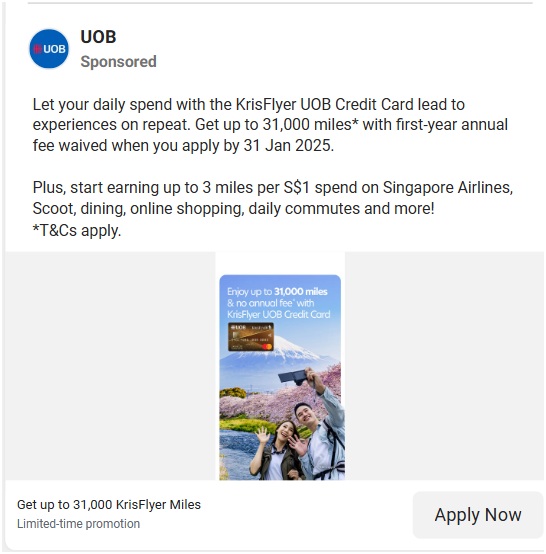 UOB
UOB
Sponsored
Let your daily spend with the KrisFlyer UOB Credit Card lead to
experiences on repeat. Get up to 31,000 miles* with first-year annual
fee waived when you apply by 31 Jan 2025.
Plus, start earning up to 3 miles per S$1 spend on Singapore Airlines,
Scoot, dining, online shopping, daily commutes and more!
*T&Cs apply.
Enjoy up to 31,000 miles
& no annual fee* with
KrisFlyer UOB Credit Card
UOB
Get up to 31,000 KrisFlyer Miles
Limited-time promotion
Apply Now